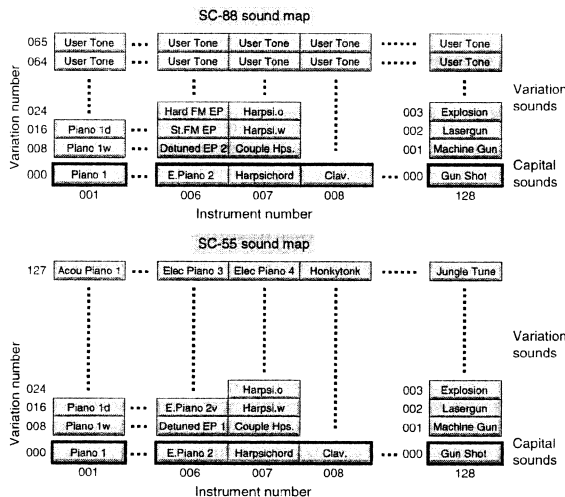 SC-88 sound map
065 User Tone User Tone User Tone User Tone User Tone
064 User Tone User Tone User Tone User Tone User Tone
Variation number
Variation sounds
024 Hard FM EP Harpsi.o 003 Explosion
016 Piano 1d St.FM EP Harpsi.w 002 Lasergun
008 Piano 1w Detuned EP 2 Couple Hps. 001 Machine Gun
Capital sounds
000 Piano 1 E.Piano 2 Harpsichord Clav. 000 Gun Shot
001 006 007 008 128
Instrument number
SC-55 sound map
127 Acou Piano 1 Elec Piano 3 Elec Piano 4 Honkytonk Jungle Tune
Variation number
Variation sounds
024 Harpsi.o 003 Explosion
016 Piano 1d E.Piano 2v Harpsi.w 002 Lasergun
008 Piano 1w Detuned EP 1 Couple Hps. 001 Machine Gun
Capital sounds
000 Piano 1 E.Piano 2 Harpsichord Clav. 000 Gun Shot
001 006 007 008 128
Instrument number